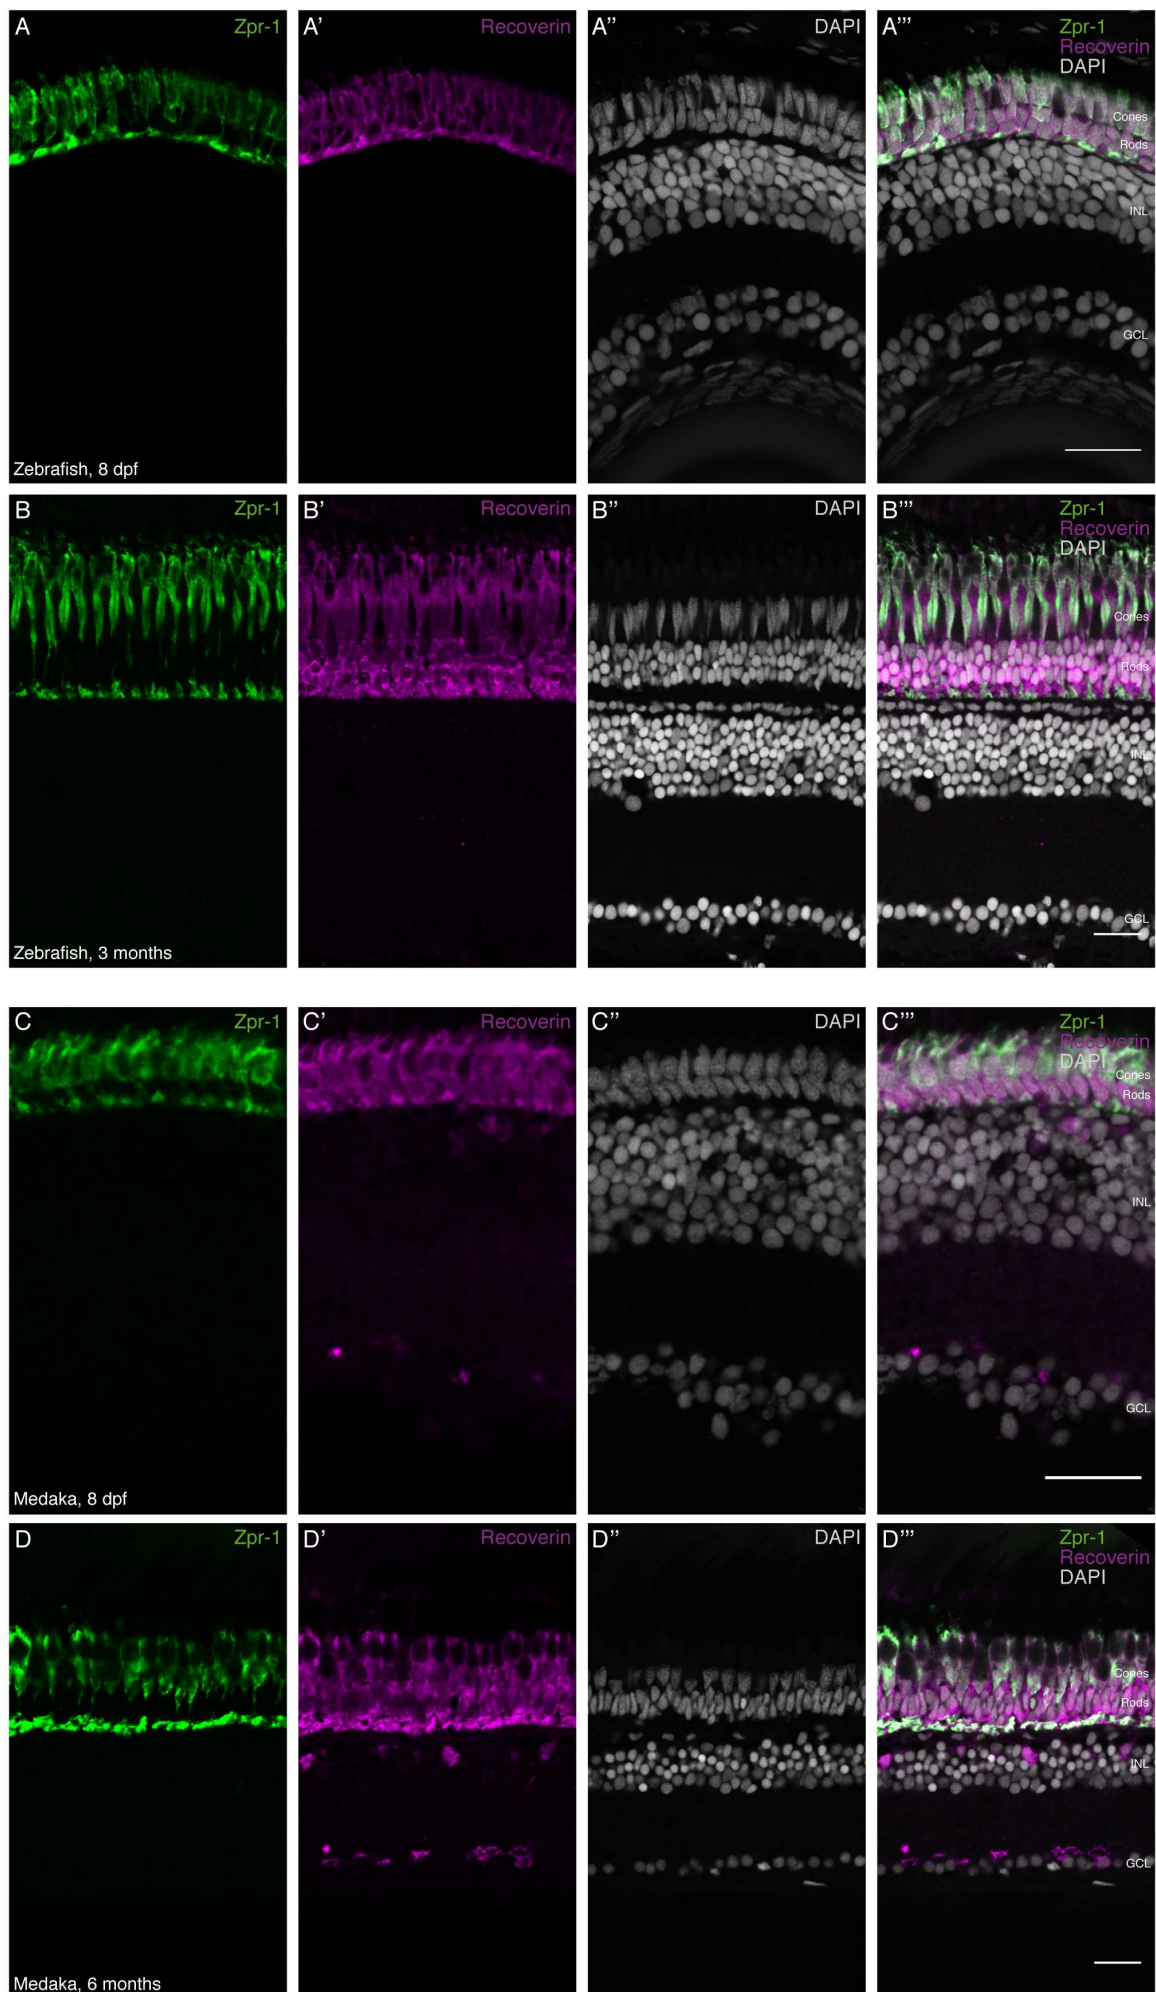 A Zpr-1
A' Recoverin
A'' DAPI
A''' Zpr-1
Recoverin
DAPI
Cones
Rods
INL
GCL
Zebrafish, 8 dpf
B Zpr-1
B' Recoverin
B'' DAPI
B''' Zpr-1
Recoverin
DAPI
Cones
Rods
INL
GCL
Zebrafish, 3 months
C Zpr-1
C' Recoverin
C'' DAPI
C''' Zpr-1
Recoverin
DAPI
Cones
Rods
INL
GCL
Medaka, 8 dpf
D Zpr-1
D' Recoverin
D'' DAPI
D''' Zpr-1
Recoverin
DAPI
Cones
Rods
INL
GCL
Medaka, 6 months